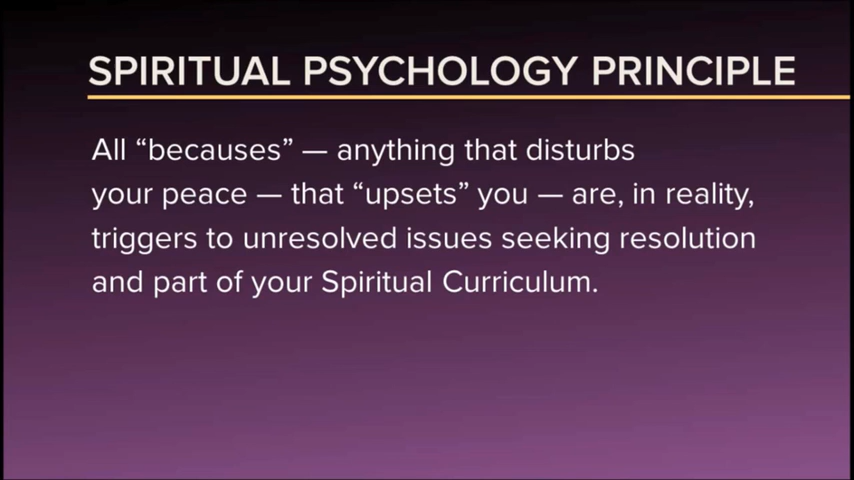 SPIRITUAL PSYCHOLOGY PRINCIPLE
All “becauses” — anything that disturbs
your peace — that “upsets” you — are, in reality,
triggers to unresolved issues seeking resolution
and part of your Spiritual Curriculum.